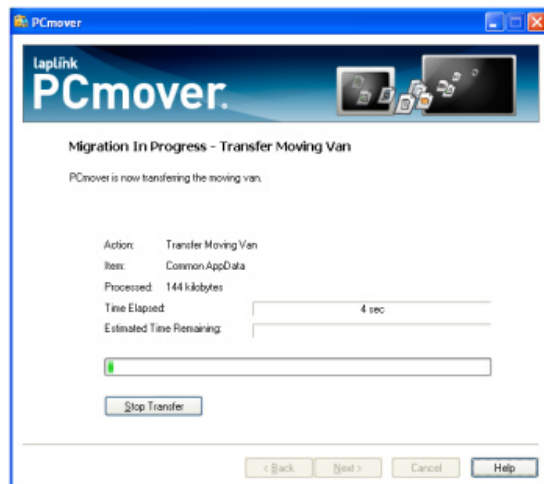 PCmover
laplink
PCmover.
Migration In Progress - Transfer Moving Van
PCmover is now transferring the moving van.
Action: Transfer Moving Van
Item: Common AppData
Processed: 144 kilobytes
Time Elapsed: 4 sec
Estimated Time Remaining:
Stop Transfer
< Back Next > Cancel Help